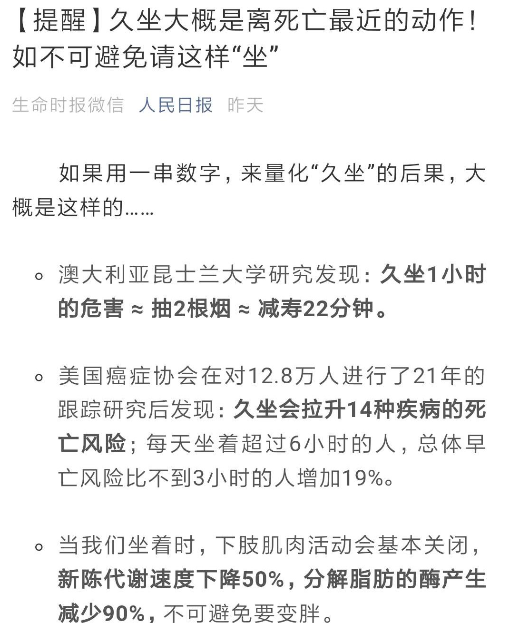 【提醒】久坐大概是离死亡最近的动作！
如不可避免请这样“坐”
生命时报微信 人民日报 昨天
如果用一串数字，来量化“久坐”的后果，大
概是这样的……
澳大利亚昆士兰大学研究发现：久坐1小时
的危害 ≈ 抽2根烟 ≈ 减寿22分钟。
美国癌症协会在对12.8万人进行了21年的
跟踪研究后发现：久坐会拉升14种疾病的死
亡风险；每天坐着超过6小时的人，总体早
亡风险比不到3小时的人增加19%。
当我们坐着时，下肢肌肉活动会基本关闭，
新陈代谢速度下降50%，分解脂肪的酶产生
减少90%，不可避免要变胖。